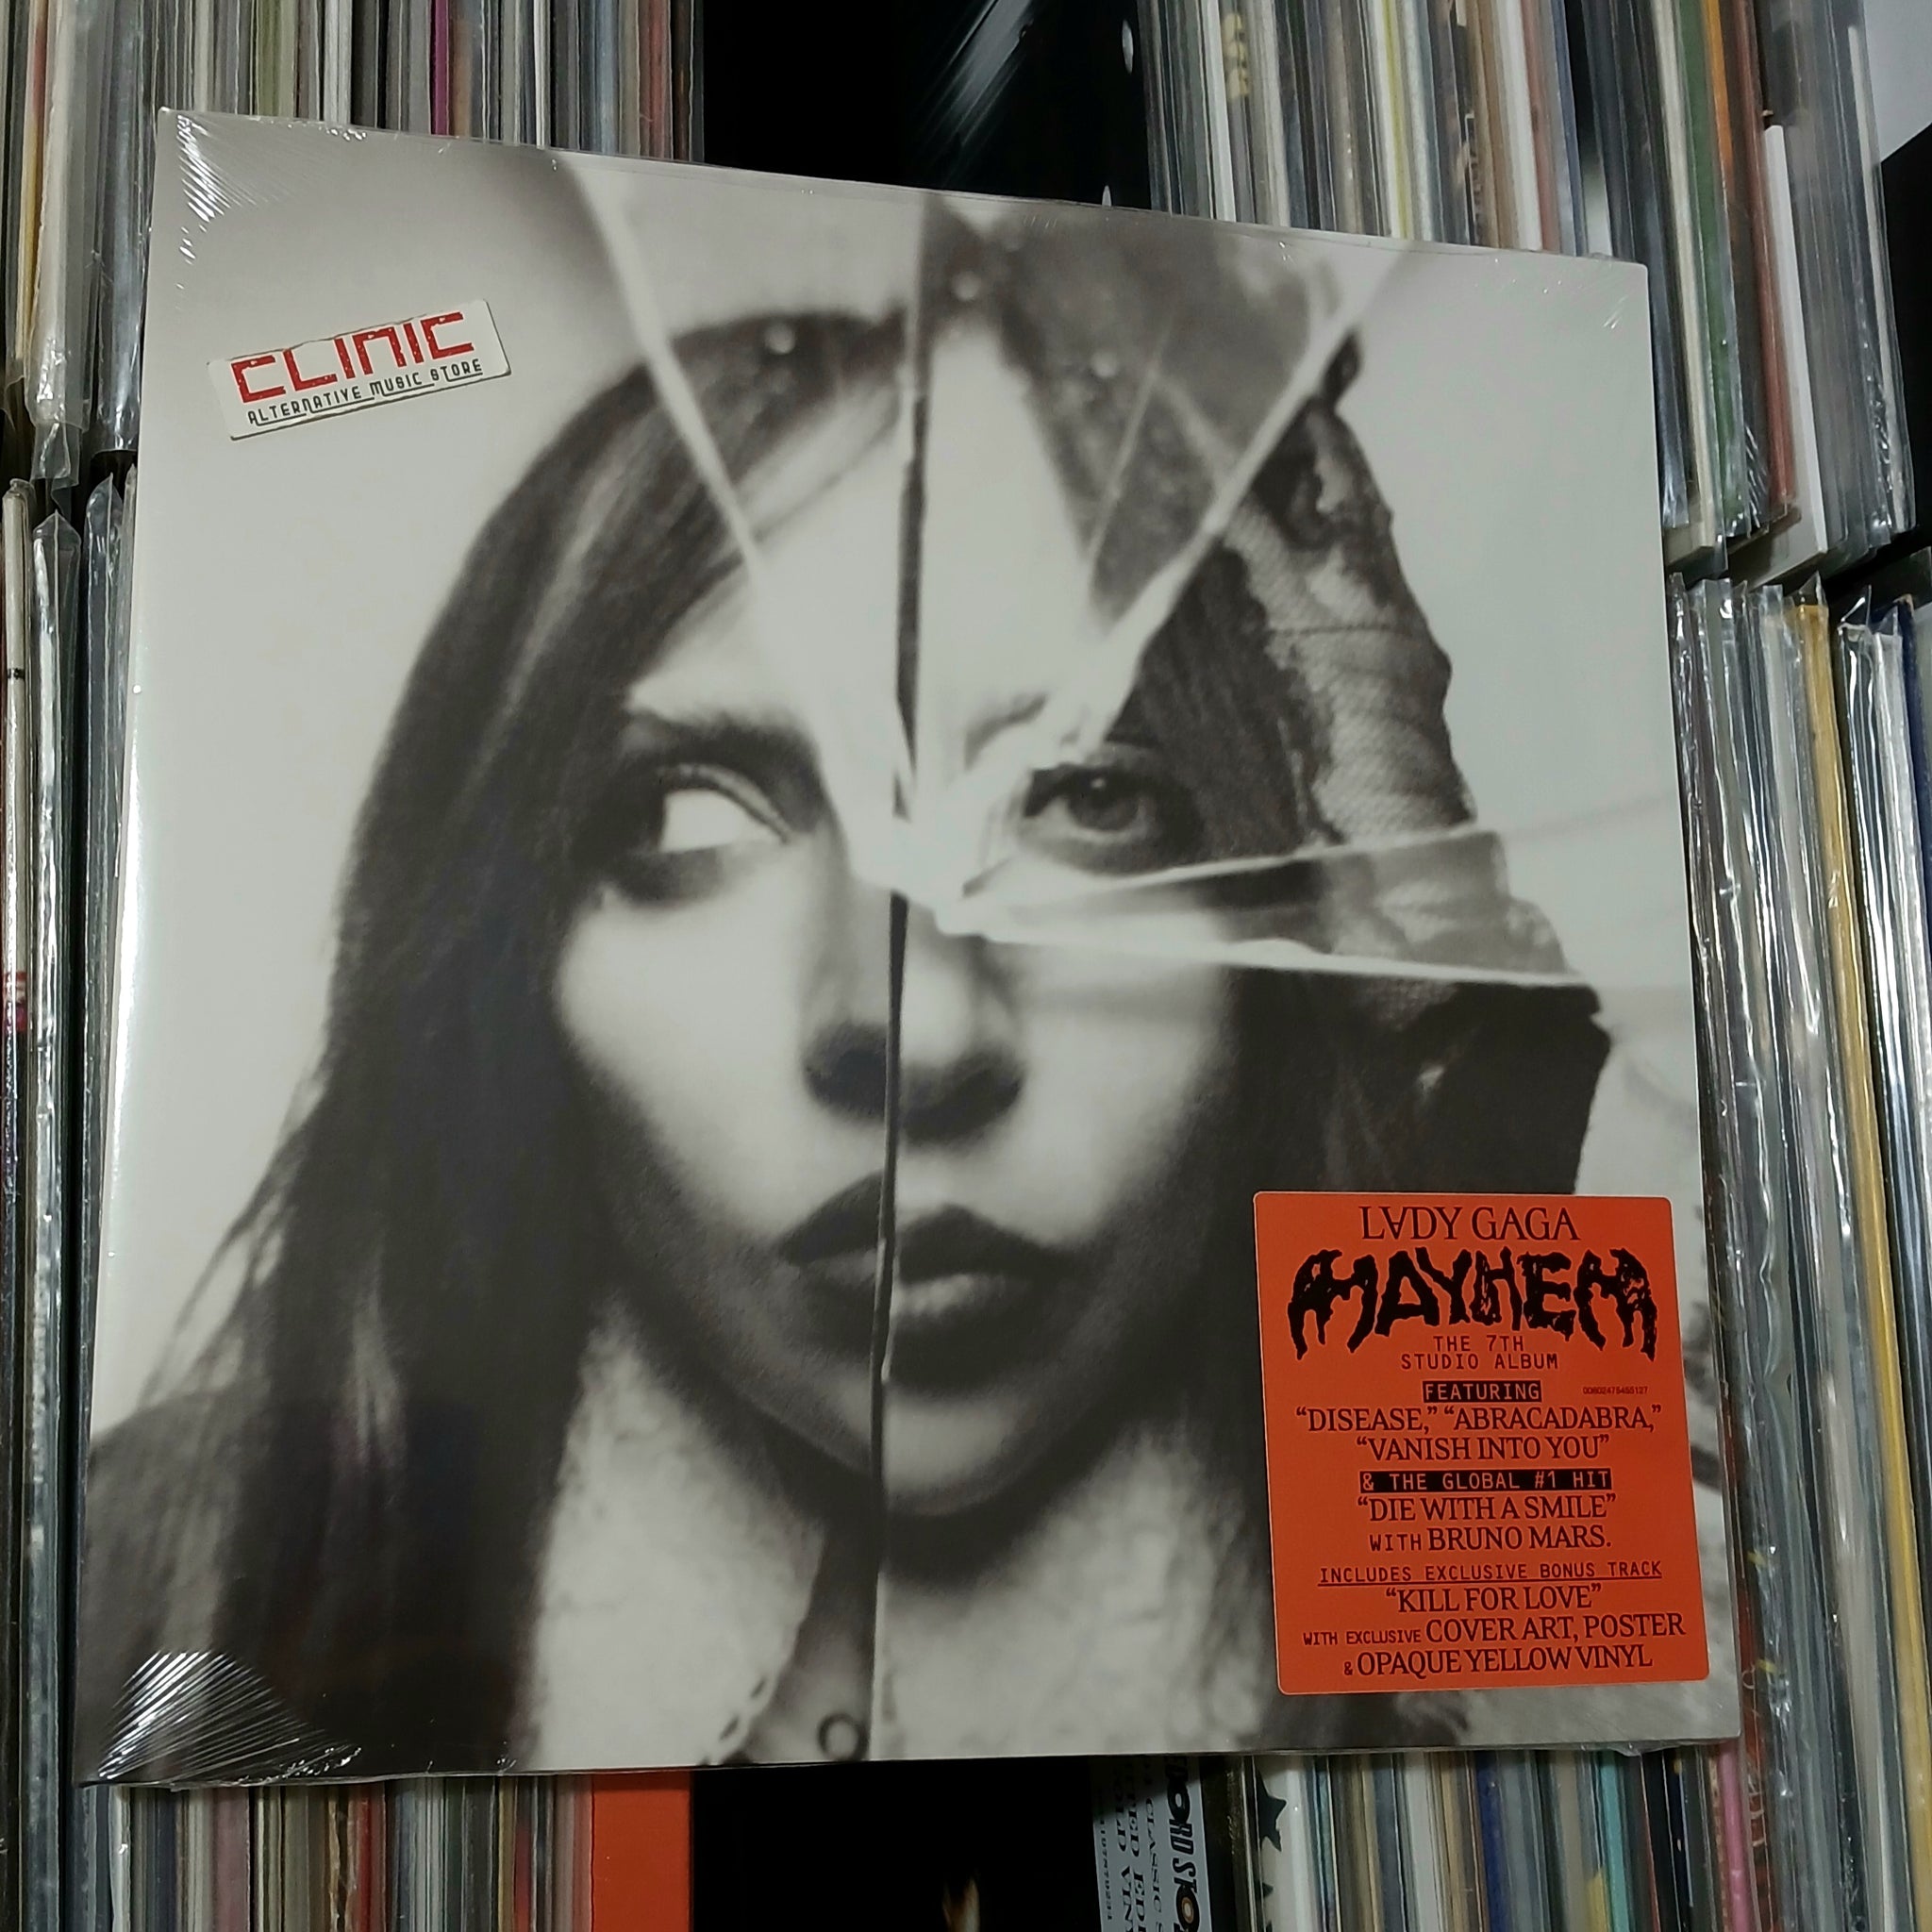 CLINIC
ALTERNATIVE MUSIC STORE
LADY GAGA
MAYHEM
THE 7TH
STUDIO ALBUM
FEATURING
"DISEASE," "ABRACADABRA,"
"VANISH INTO YOU"
& THE GLOBAL #1 HIT
"DIE WITH A SMILE"
WITH BRUNO MARS.
INCLUDES EXCLUSIVE BONUS TRACK
"KILL FOR LOVE"
WITH EXCLUSIVE COVER ART, POSTER
& OPAQUE YELLOW VINYL